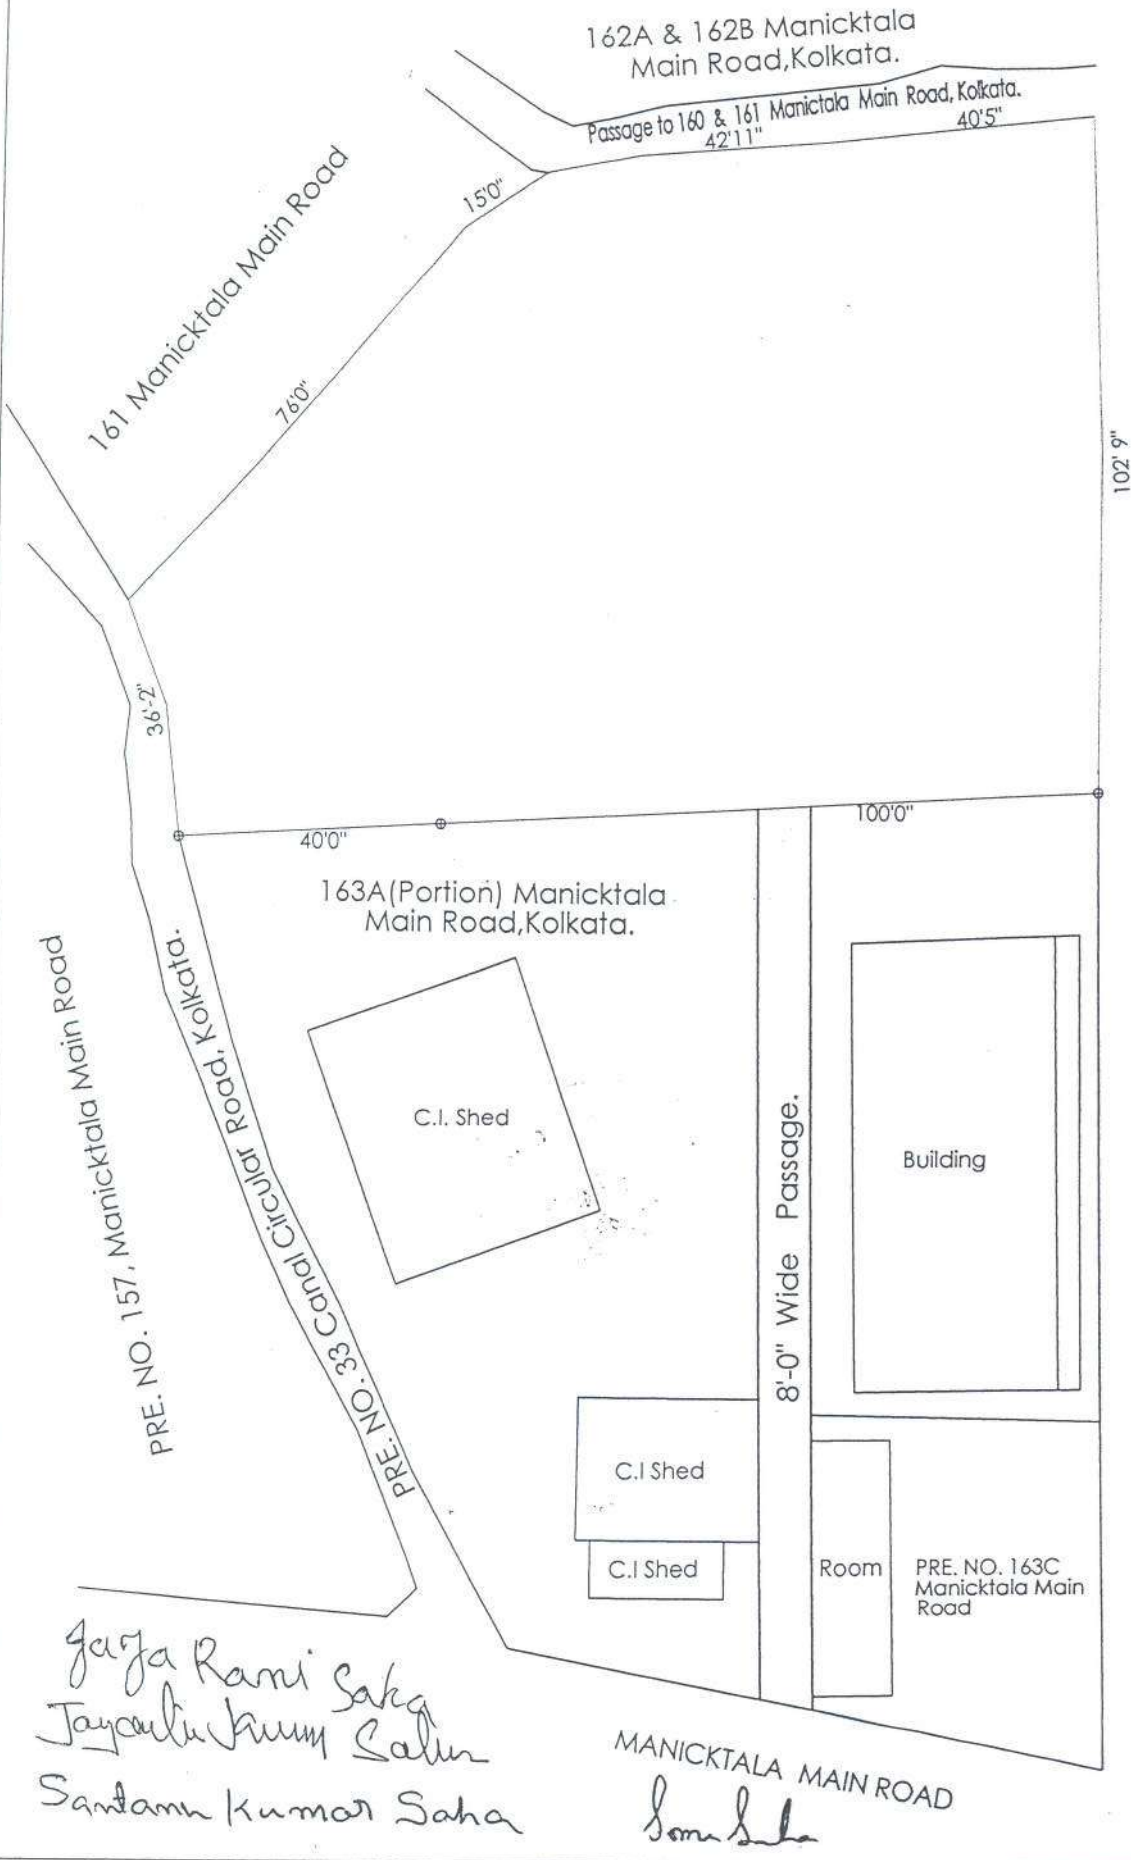 162A & 162B Manicktala
Main Road,Kolkata.
Passage to 160 & 161 Manictala Main Road, Kolkata.
42'11"
40'5"
15'0"
161 Manicktala Main Road
76'0"
102' 9"
36'-2"
40'0"
100'0"
163A(Portion) Manicktala
Main Road,Kolkata.
PRE. NO. 157, Manicktala Main Road
PRE. NO. 33 Canal Circular Road, Kolkata.
C.I. Shed
8'-0" Wide Passage.
Building
C.I Shed
C.I Shed
Room
PRE. NO. 163C
Manicktala Main
Road
Rani Saha
Santanu Kumar Saha
MANICKTALA MAIN ROAD